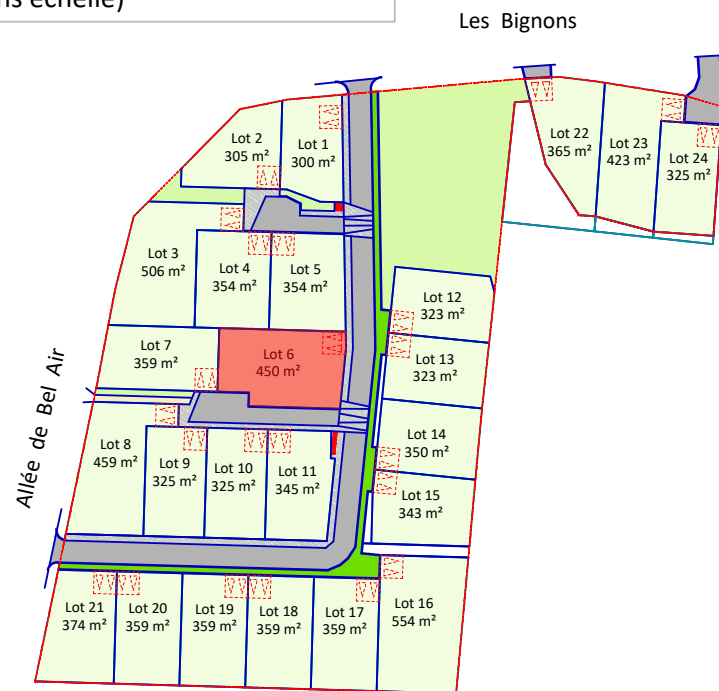 ns échelle)
Les Bignons
Lot 2
305 m²
Lot 1
300 m²
Lot 22
365 m²
Lot 23
423 m²
Lot 24
325 m²
Lot 3
506 m²
Lot 4
354 m²
Lot 5
354 m²
Lot 12
323 m²
Lot 7
359 m²
Lot 6
450 m²
Lot 13
323 m²
Allée de Bel Air
Lot 8
459 m²
Lot 9
325 m²
Lot 10
325 m²
Lot 11
345 m²
Lot 14
350 m²
Lot 15
343 m²
Lot 21
374 m²
Lot 20
359 m²
Lot 19
359 m²
Lot 18
359 m²
Lot 17
359 m²
Lot 16
554 m²